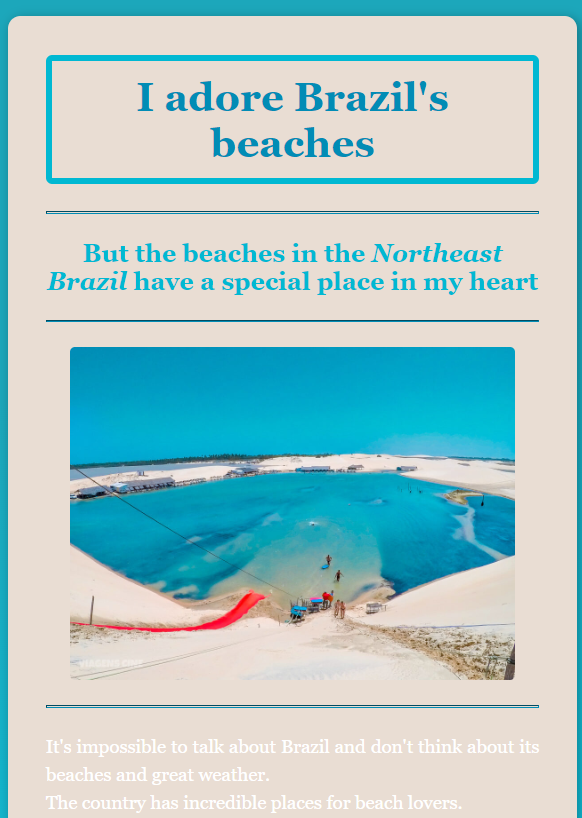 I adore Brazil's
beaches
But the beaches in the Northeast
Brazil have a special place in my heart
It's impossible to talk about Brazil and don't think about its
beaches and great weather.
The country has incredible places for beach lovers.